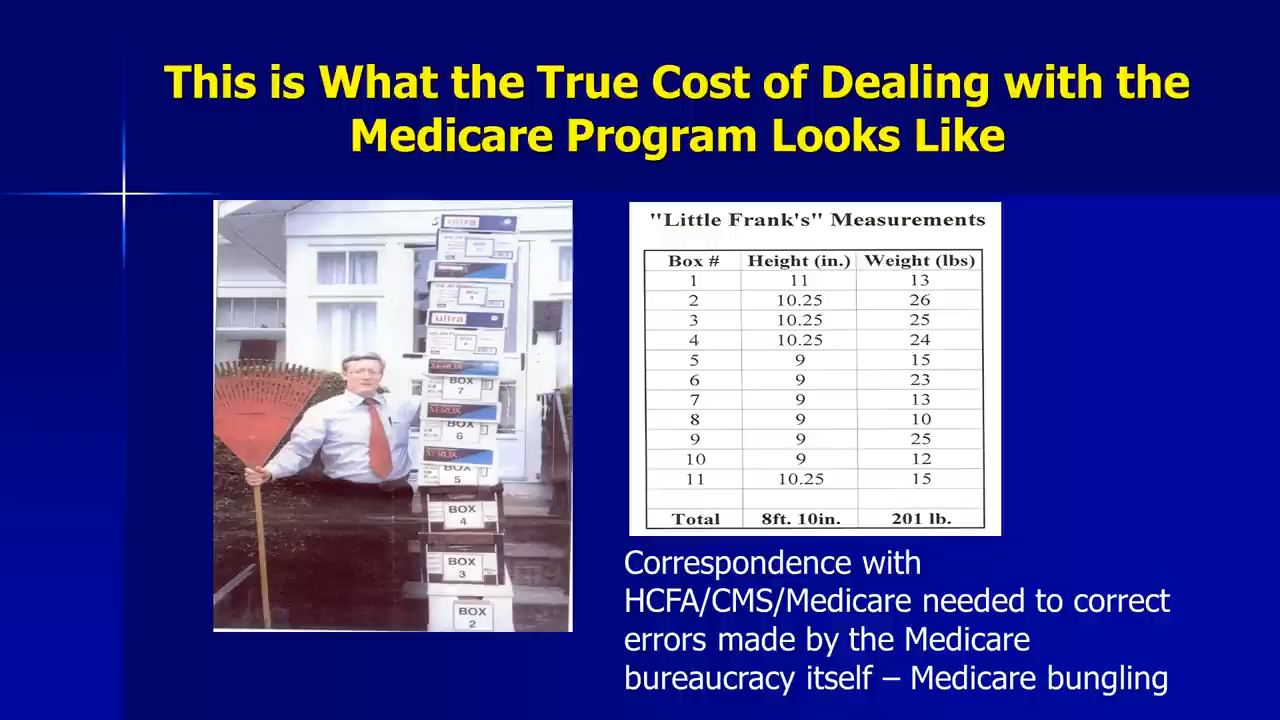 This is What the True Cost of Dealing with the
Medicare Program Looks Like
ultra
BOX
ultra
XEROX
BOX
7
XEROX
BOX
6
XEROX
BOX
5
BOX
4
BOX
3
BOX
2
"Little Frank's" Measurements
Box # Height (in.) Weight (lbs)
1 11 13
2 10.25 26
3 10.25 25
4 10.25 24
5 9 15
6 9 23
7 9 13
8 9 10
9 9 25
10 9 12
11 10.25 15
Total 8ft. 10in. 201 lb.
Correspondence with
HCFA/CMS/Medicare needed to correct
errors made by the Medicare
bureaucracy itself – Medicare bungling